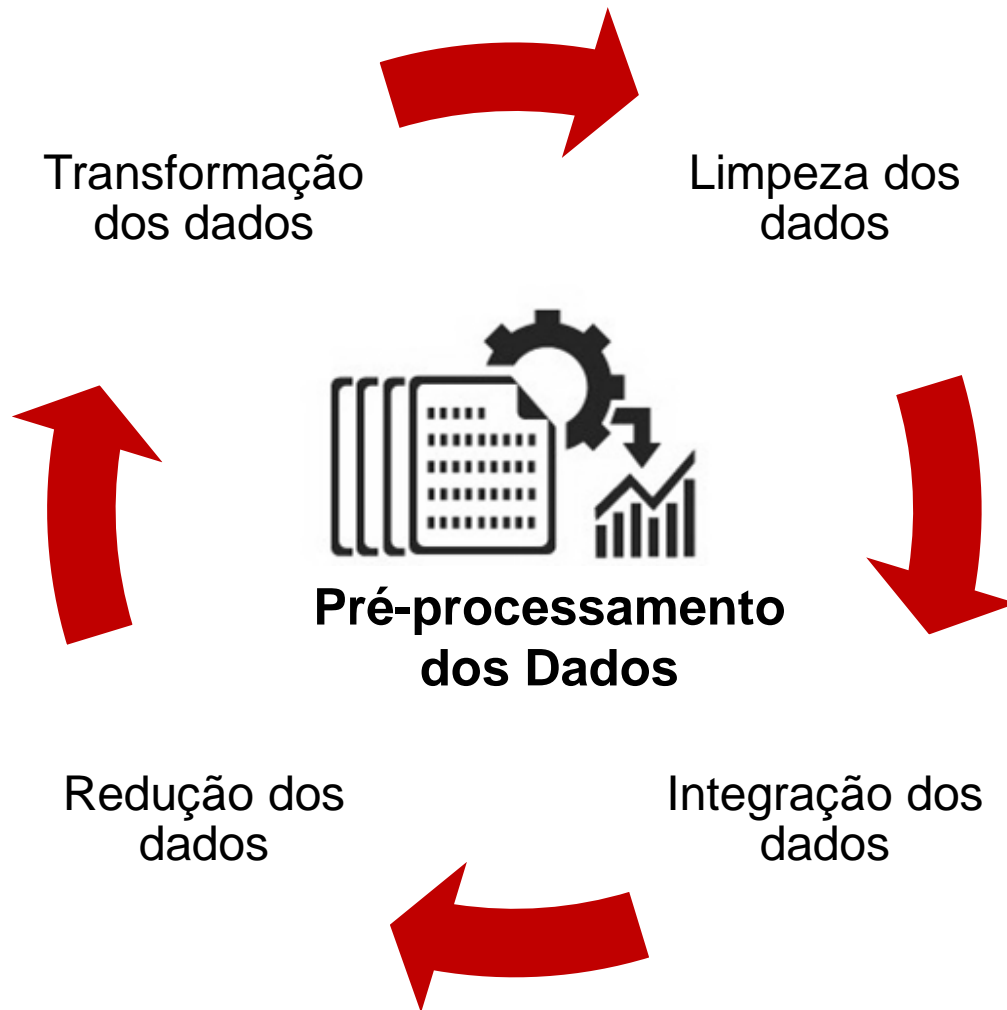 Transformação
dos dados
Limpeza dos
dados
Pré-processamento
dos Dados
Redução dos
dados
Integração dos
dados